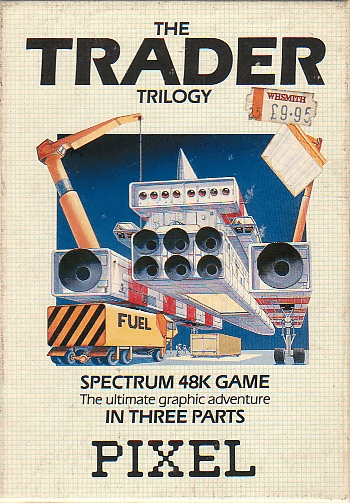 THE
TRADER
TRILOGY
WHSMITH
£9.95
FUEL
SPECTRUM 48K GAME
The ultimate graphic adventure
IN THREE PARTS
PIXEL